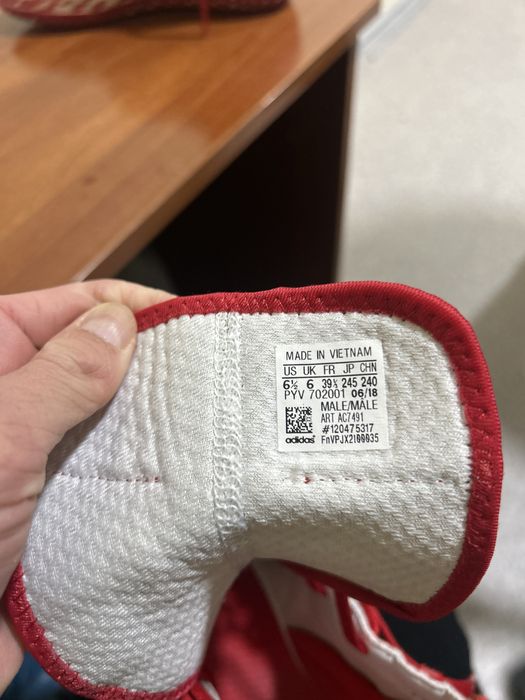 MADE IN VIETNAM
US UK FR JP CHN
6½ 6 39⅓ 245 240
PYV 702001 06/18
MALE/MALE
ART AC7491
#120475317
adidas® FnVPJX2100035